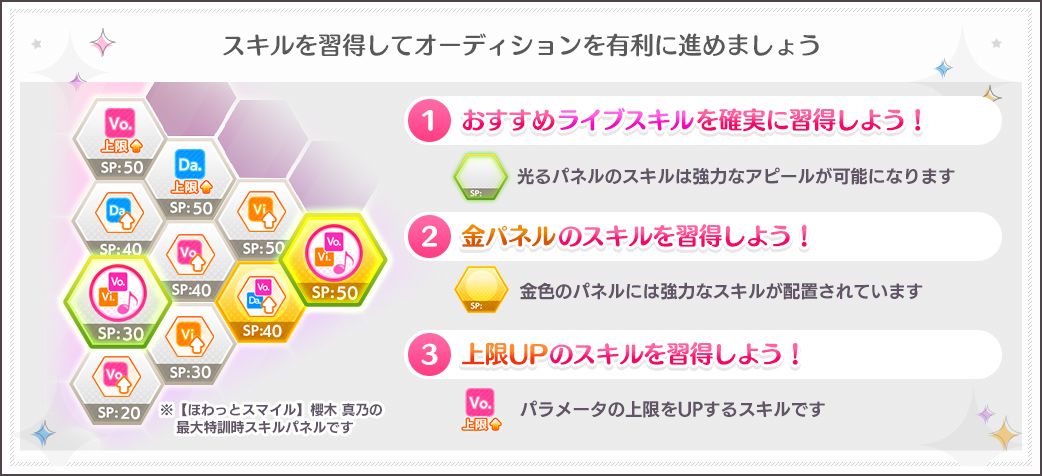 スキルを習得してオーディションを有利に進めましょう
Vo.
上限
SP:50
Da.
上限
SP:50
Da
SP:40
Vi
SP:50
Vo
SP:40
Vo.
Vi.
SP:50
Vo.
Vi.
SP:30
Vo.
Da.
SP:40
Vi
SP:30
Vo
SP:20
※【ほわっとスマイル】櫻木 真乃の
最大特訓時スキルパネルです
1 おすすめライブスキルを確実に習得しよう！
SP:
光るパネルのスキルは強力なアピールが可能になります
2 金パネルのスキルを習得しよう！
SP:
金色のパネルには強力なスキルが配置されています
3 上限UPのスキルを習得しよう！
Vo.
上限
パラメータの上限をUPするスキルです